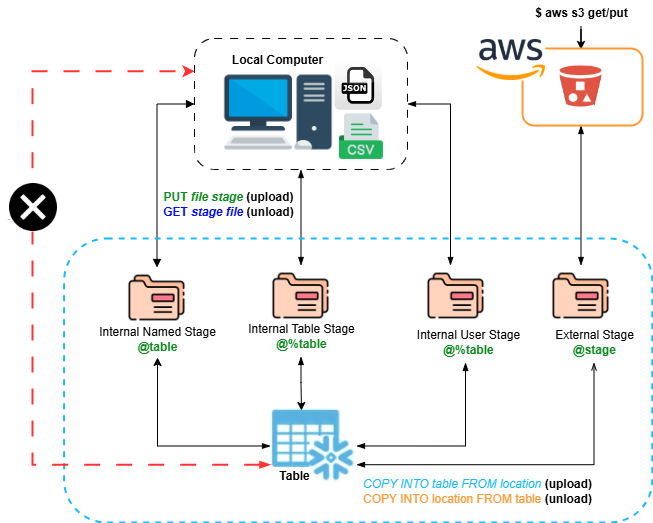 $ aws s3 get/put
aws
Local Computer
JSON
CSV
PUT file stage (upload)
GET stage file (unload)
Internal Named Stage
@table
Internal Table Stage
@%table
Internal User Stage
@%table
External Stage
@stage
Table
COPY INTO table FROM location (upload)
COPY INTO location FROM table (unload)